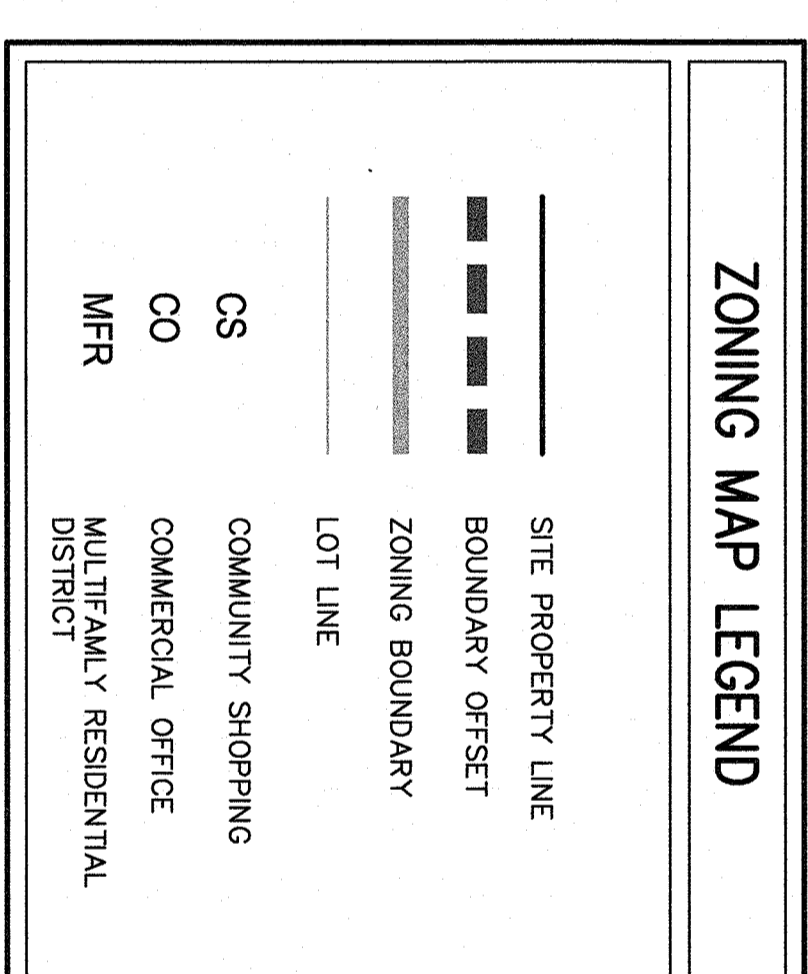 ZONING MAP LEGEND
SITE PROPERTY LINE
BOUNDARY OFFSET
ZONING BOUNDARY
LOT LINE
CS COMMUNITY SHOPPING
CO COMMERCIAL OFFICE
MFR MULTIFAMLY RESIDENTIAL
DISTRICT